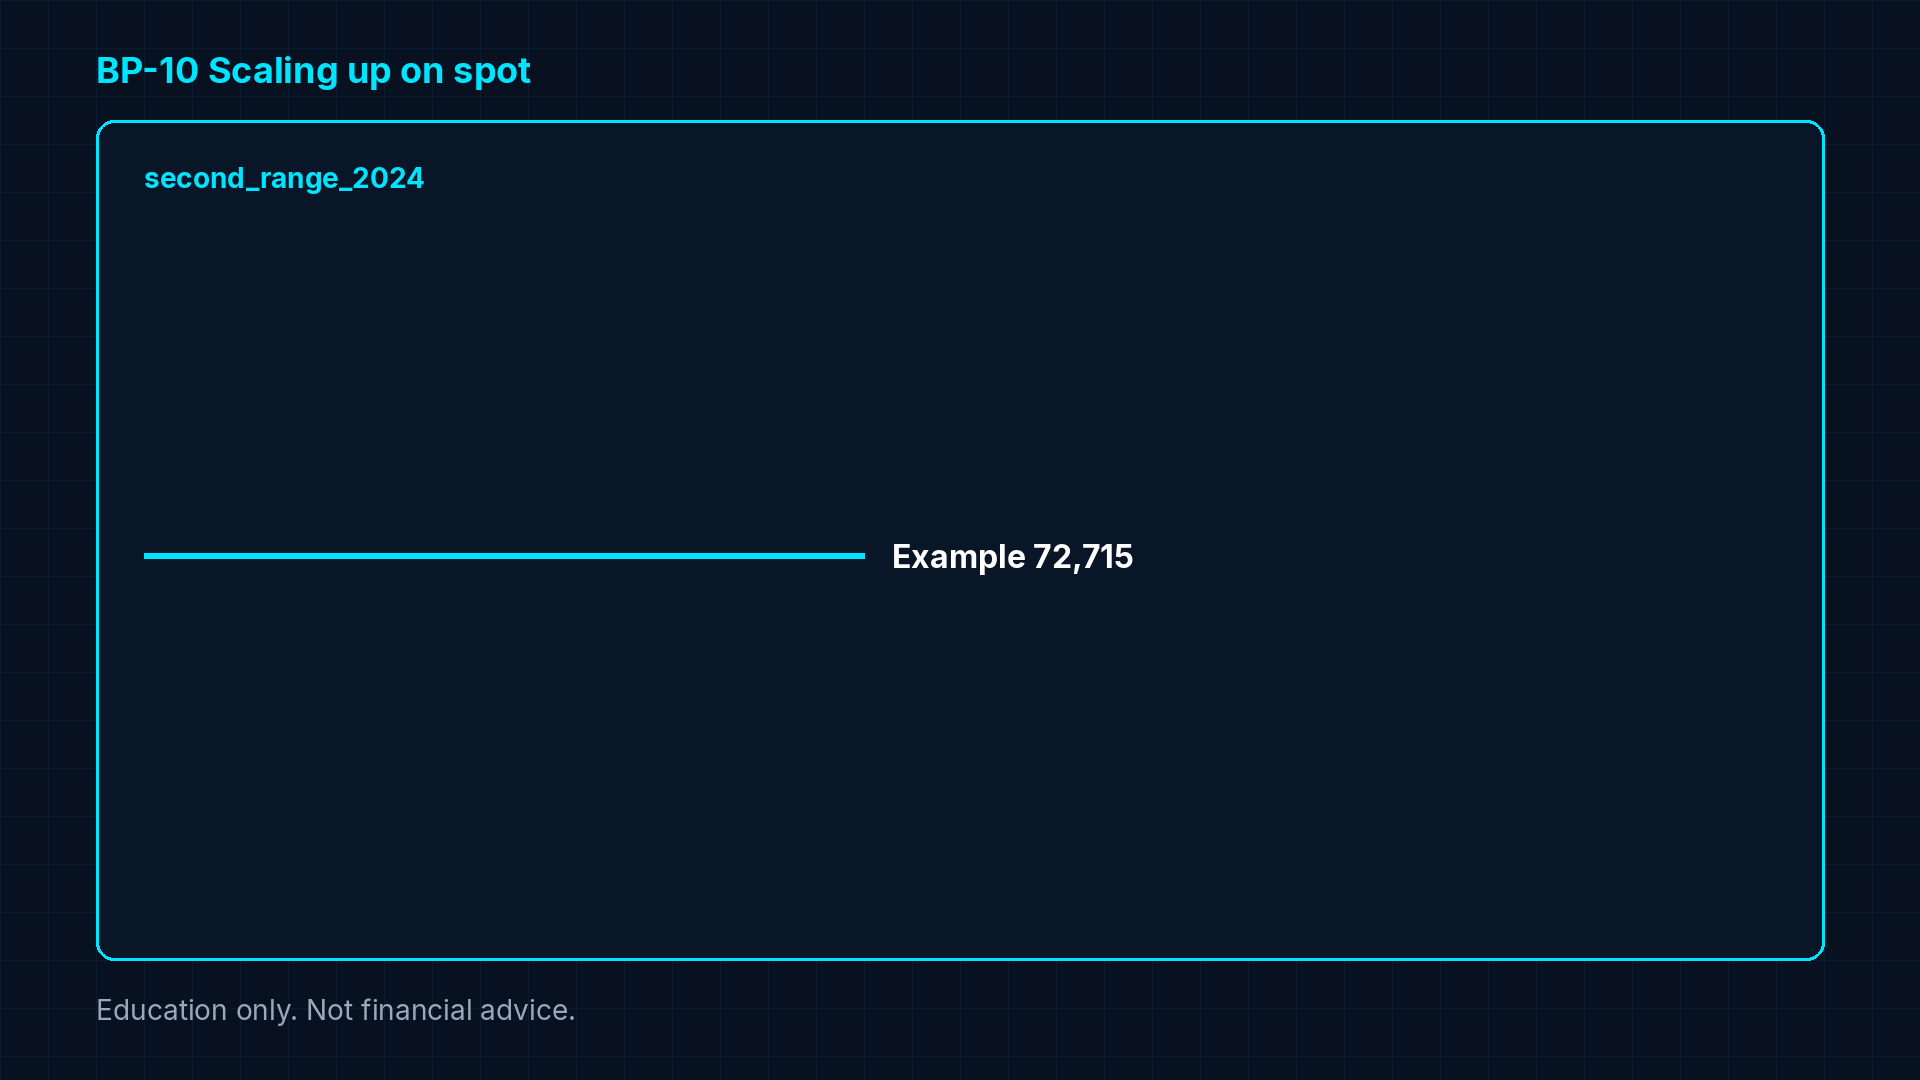 BP-10 Scaling up on spot
second_range_2024
Example 72,715
Education only. Not financial advice.